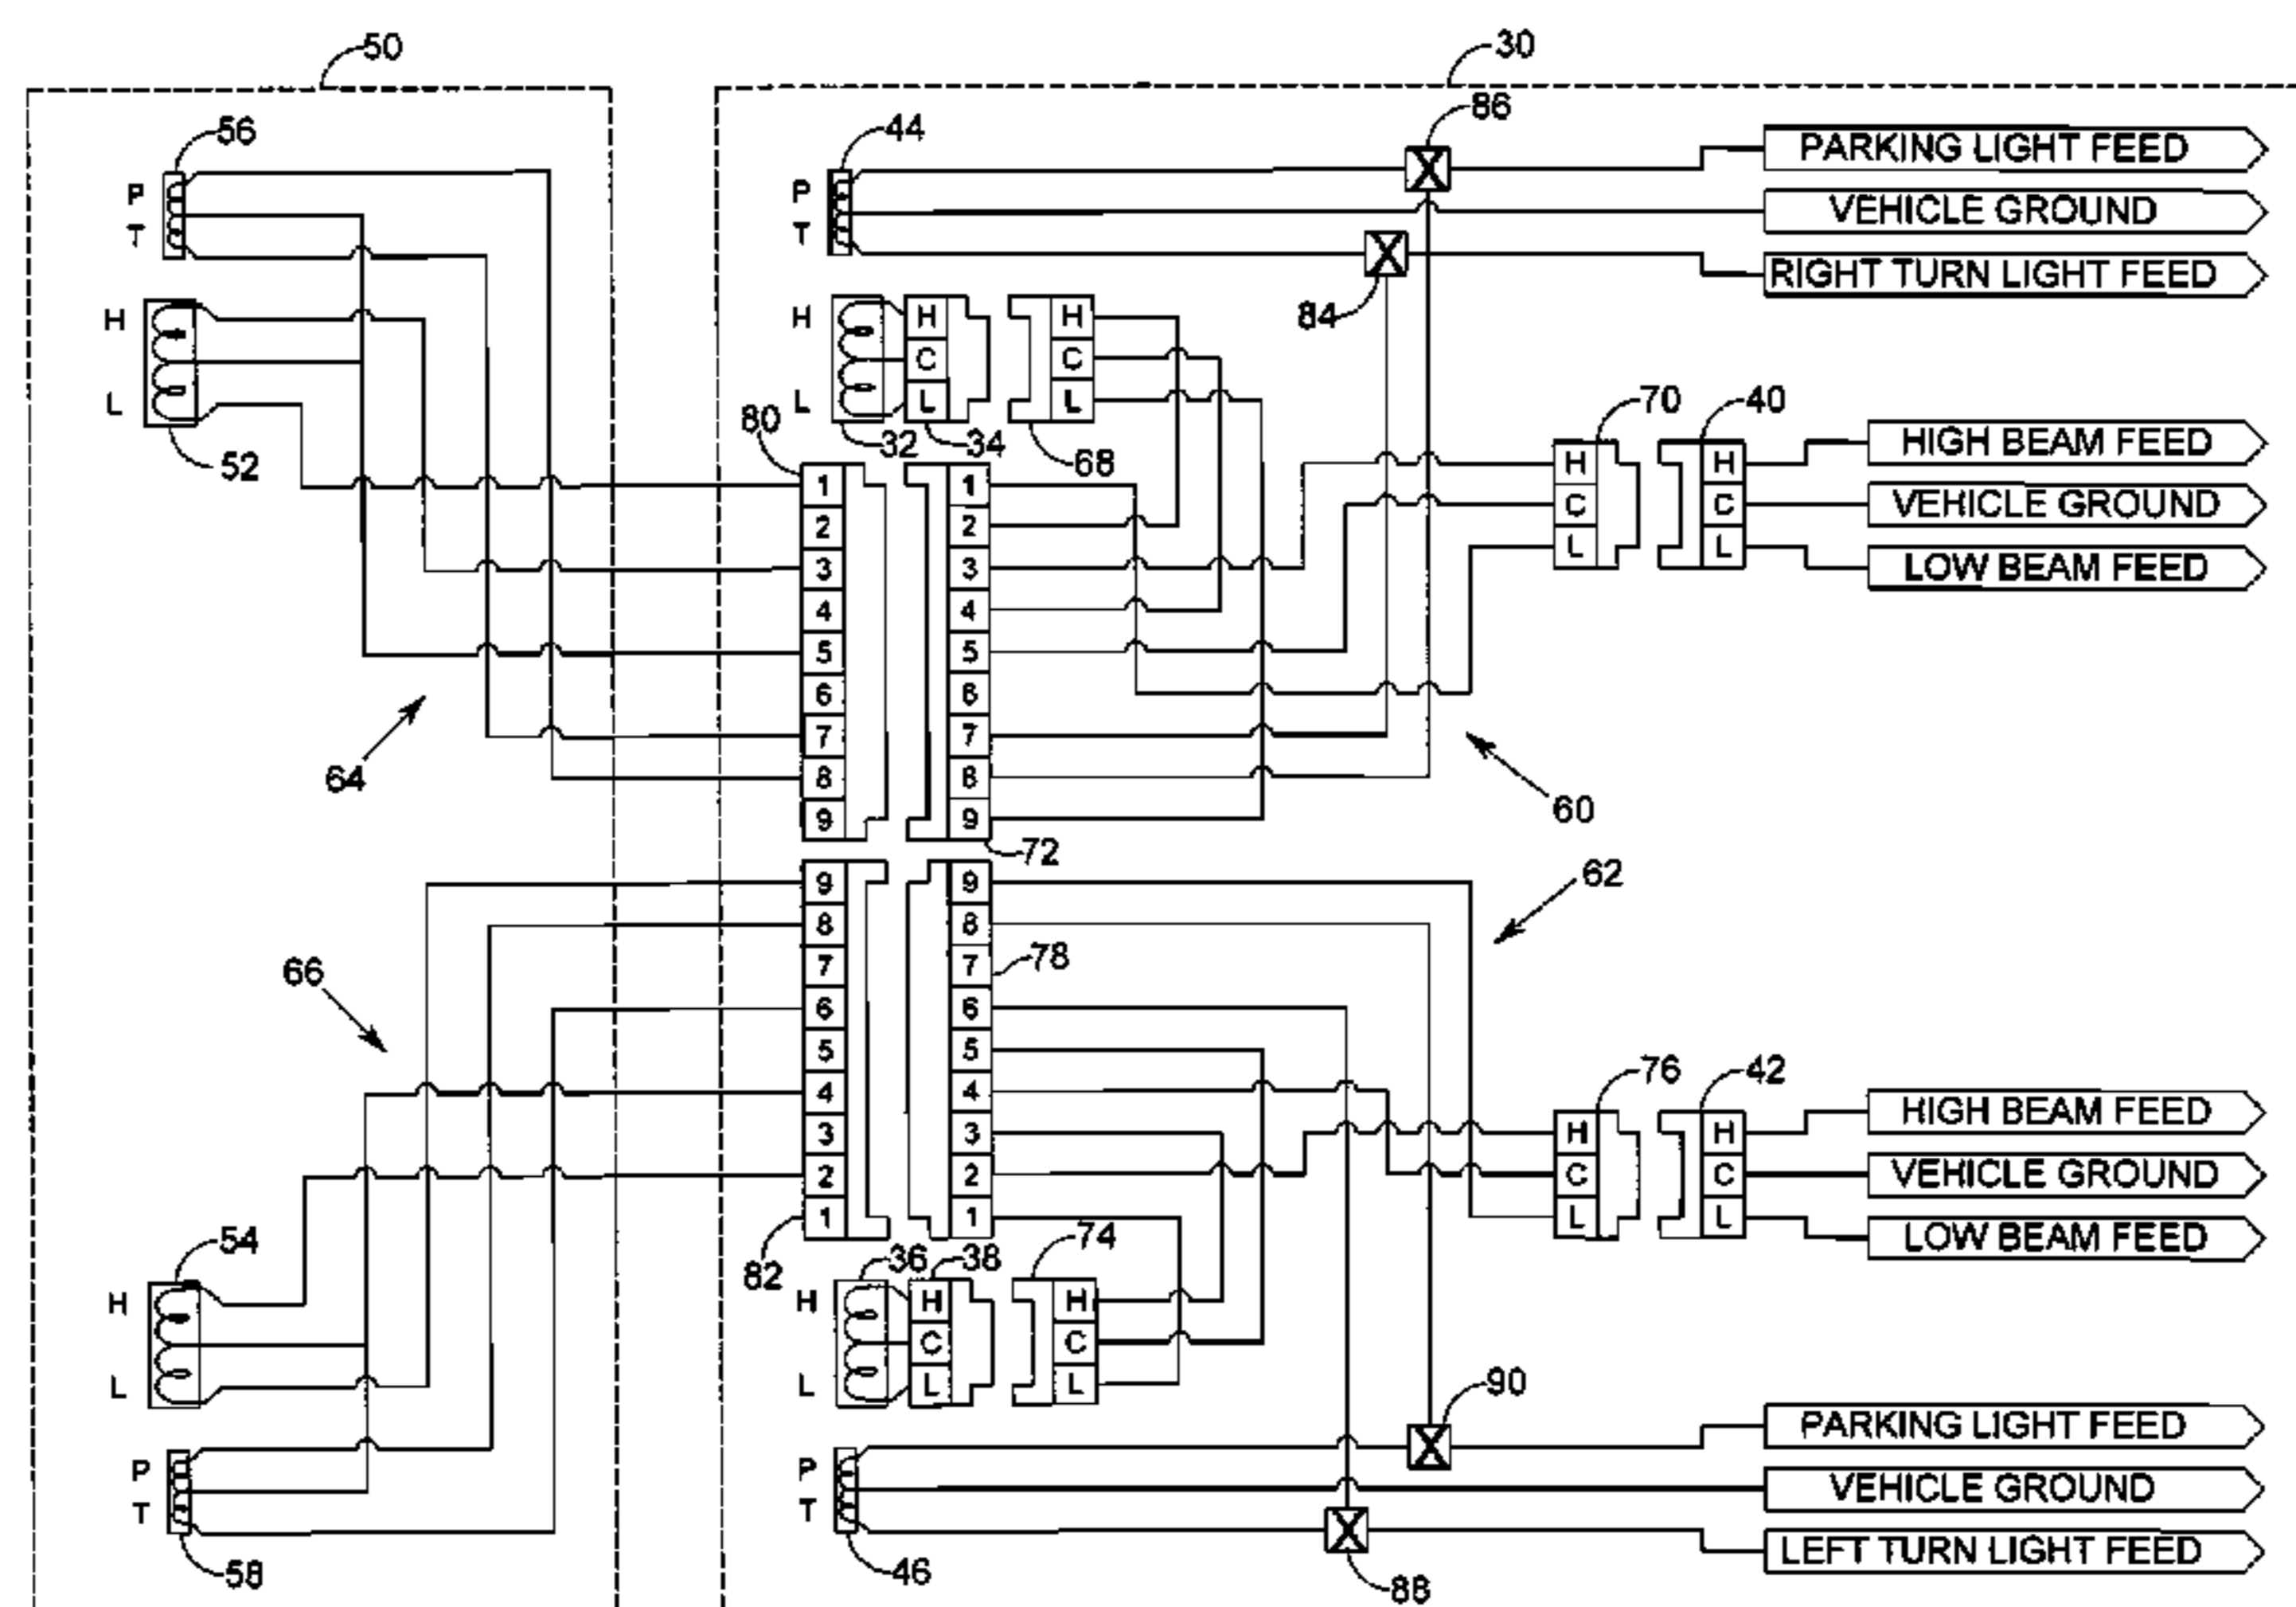 50
30
56
44
86
PARKING LIGHT FEED
P
P
VEHICLE GROUND
T
T
RIGHT TURN LIGHT FEED
84
H
H
H
H
C
C
L
L
L
L
80
32
34
68
70
40
52
HIGH BEAM FEED
H
H
1
1
VEHICLE GROUND
C
C
2
2
LOW BEAM FEED
L
L
3
3
4
4
5
5
6
6
7
7
64
8
8
60
9
9
72
62
9
9
8
8
78
7
7
66
6
6
5
5
76
42
4
4
HIGH BEAM FEED
H
H
3
3
VEHICLE GROUND
C
C
2
2
LOW BEAM FEED
L
L
1
1
54
82
36
38
74
H
H
H
H
C
C
L
L
L
L
90
PARKING LIGHT FEED
P
P
VEHICLE GROUND
T
T
LEFT TURN LIGHT FEED
58
46
88